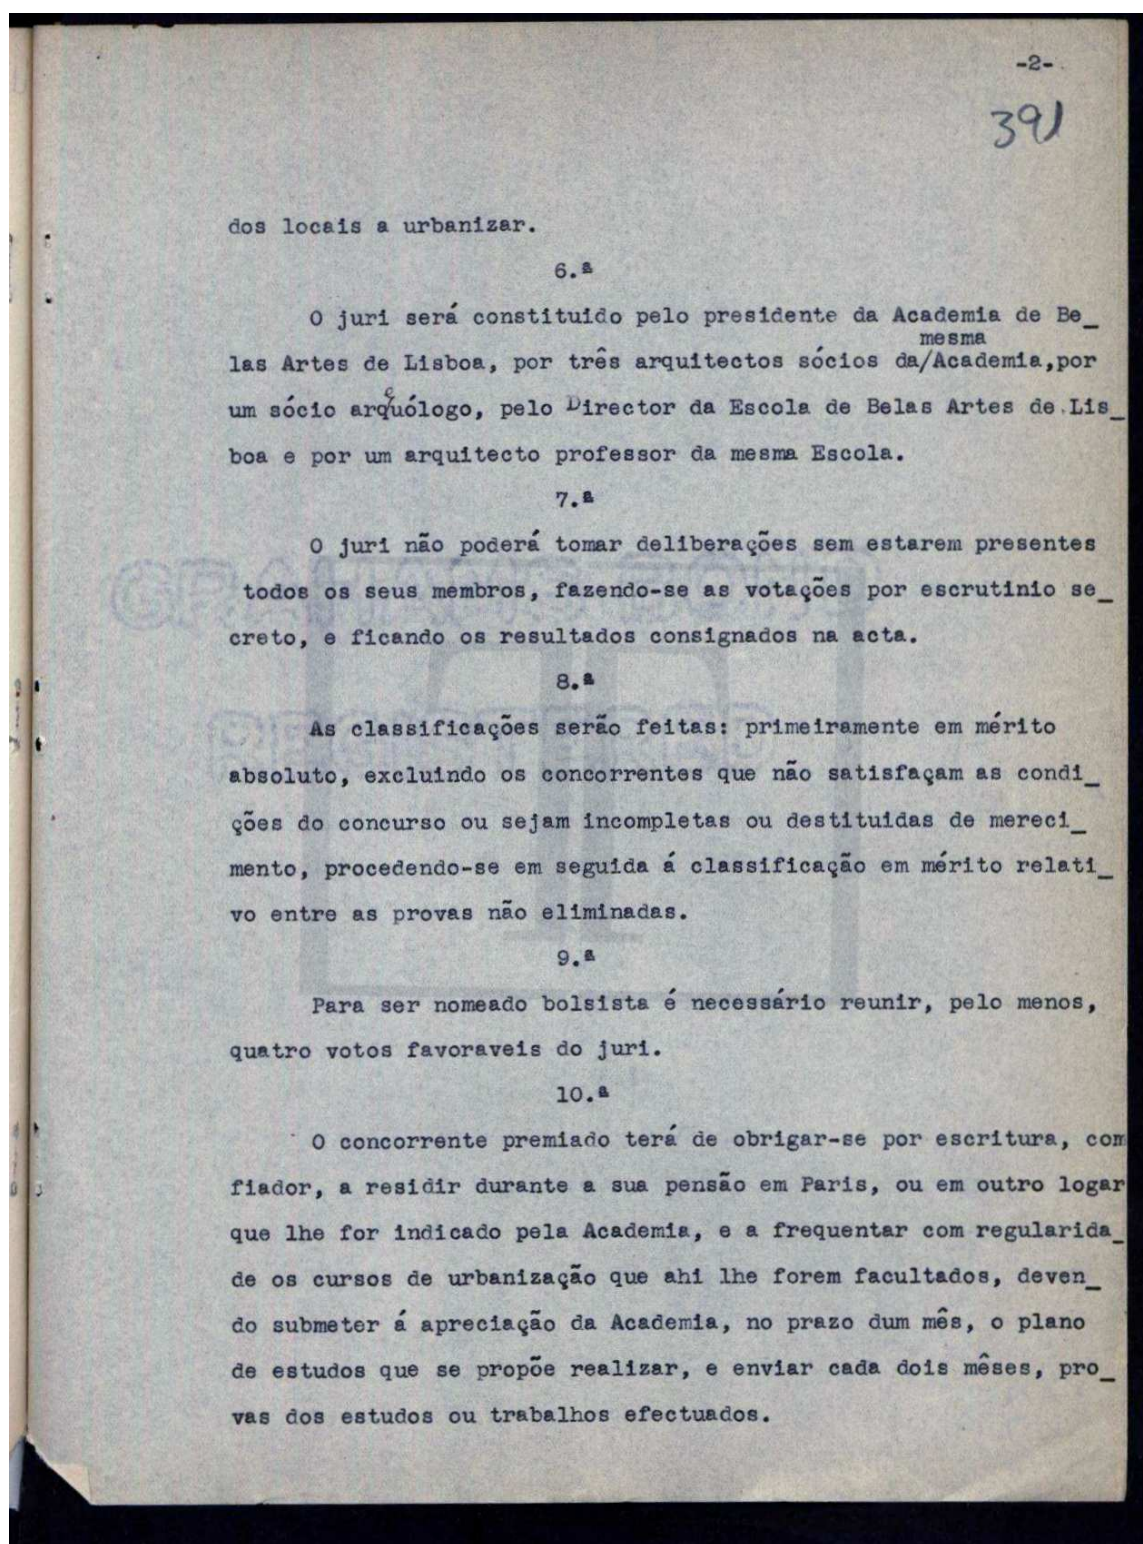 -2-
391
dos locais a urbanizar.
6.ª
O juri será constituido pelo presidente da Academia de Be_
mesma
las Artes de Lisboa, por três arquitectos sócios da/Academia,por
um sócio arqueólogo, pelo Director da Escola de Belas Artes de Lis_
boa e por um arquitecto professor da mesma Escola.
7.ª
O juri não poderá tomar deliberações sem estarem presentes
todos os seus membros, fazendo-se as votações por escrutinio se_
creto, e ficando os resultados consignados na acta.
8.ª
As classificações serão feitas: primeiramente em mérito
absoluto, excluindo os concorrentes que não satisfaçam as condi_
ções do concurso ou sejam incompletas ou destituidas de mereci_
mento, procedendo-se em seguida á classificação em mérito relati_
vo entre as provas não eliminadas.
9.ª
Para ser nomeado bolsista é necessário reunir, pelo menos,
quatro votos favoraveis do juri.
10.ª
O concorrente premiado terá de obrigar-se por escritura, com
fiador, a residir durante a sua pensão em Paris, ou em outro logar
que lhe for indicado pela Academia, e a frequentar com regularida_
de os cursos de urbanização que ahi lhe forem facultados, deven_
do submeter á apreciação da Academia, no prazo dum mês, o plano
de estudos que se propõe realizar, e enviar cada dois mêses, pro_
vas dos estudos ou trabalhos efectuados.